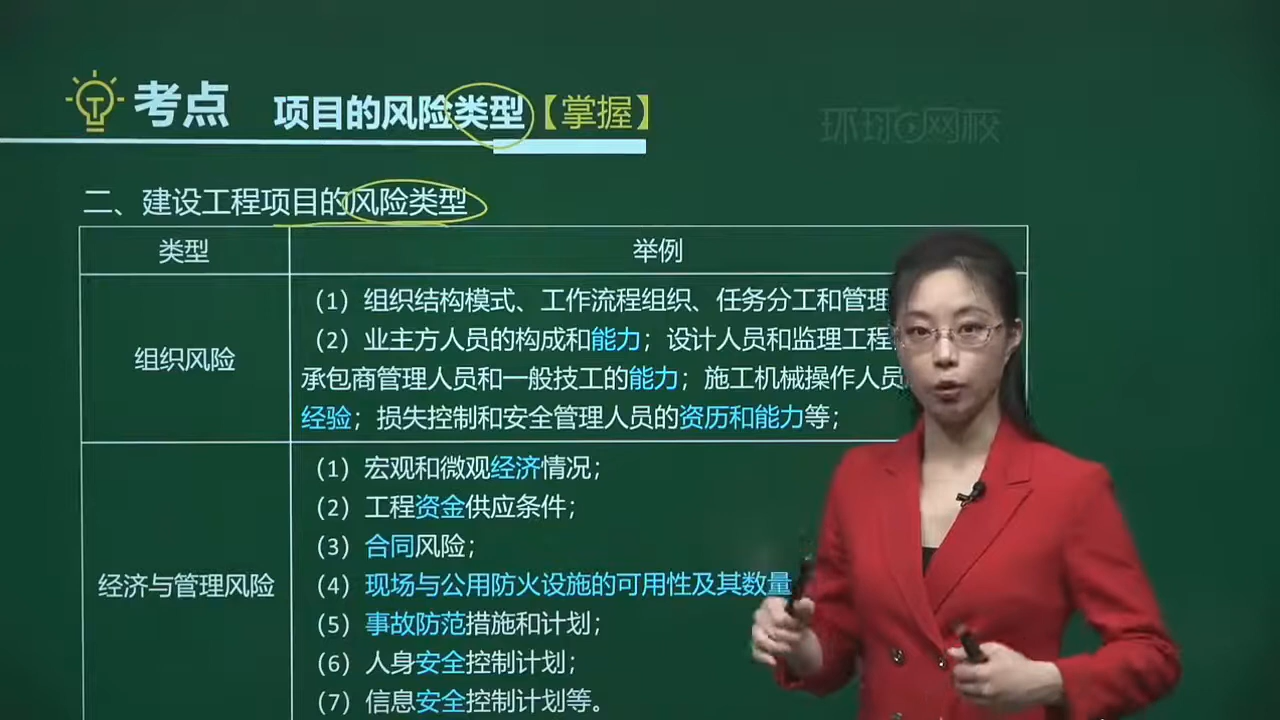 考点 项目的风险类型【掌握】
环球网校
二、建设工程项目的风险类型
类型 举例
组织风险
（1）组织结构模式、工作流程组织、任务分工和管理
（2）业主方人员的构成和能力；设计人员和监理工程
承包商管理人员和一般技工的能力；施工机械操作人员
经验；损失控制和安全管理人员的资历和能力等；
经济与管理风险
（1）宏观和微观经济情况；
（2）工程资金供应条件；
（3）合同风险；
（4）现场与公用防火设施的可用性及其数量
（5）事故防范措施和计划；
（6）人身安全控制计划；
（7）信息安全控制计划等。